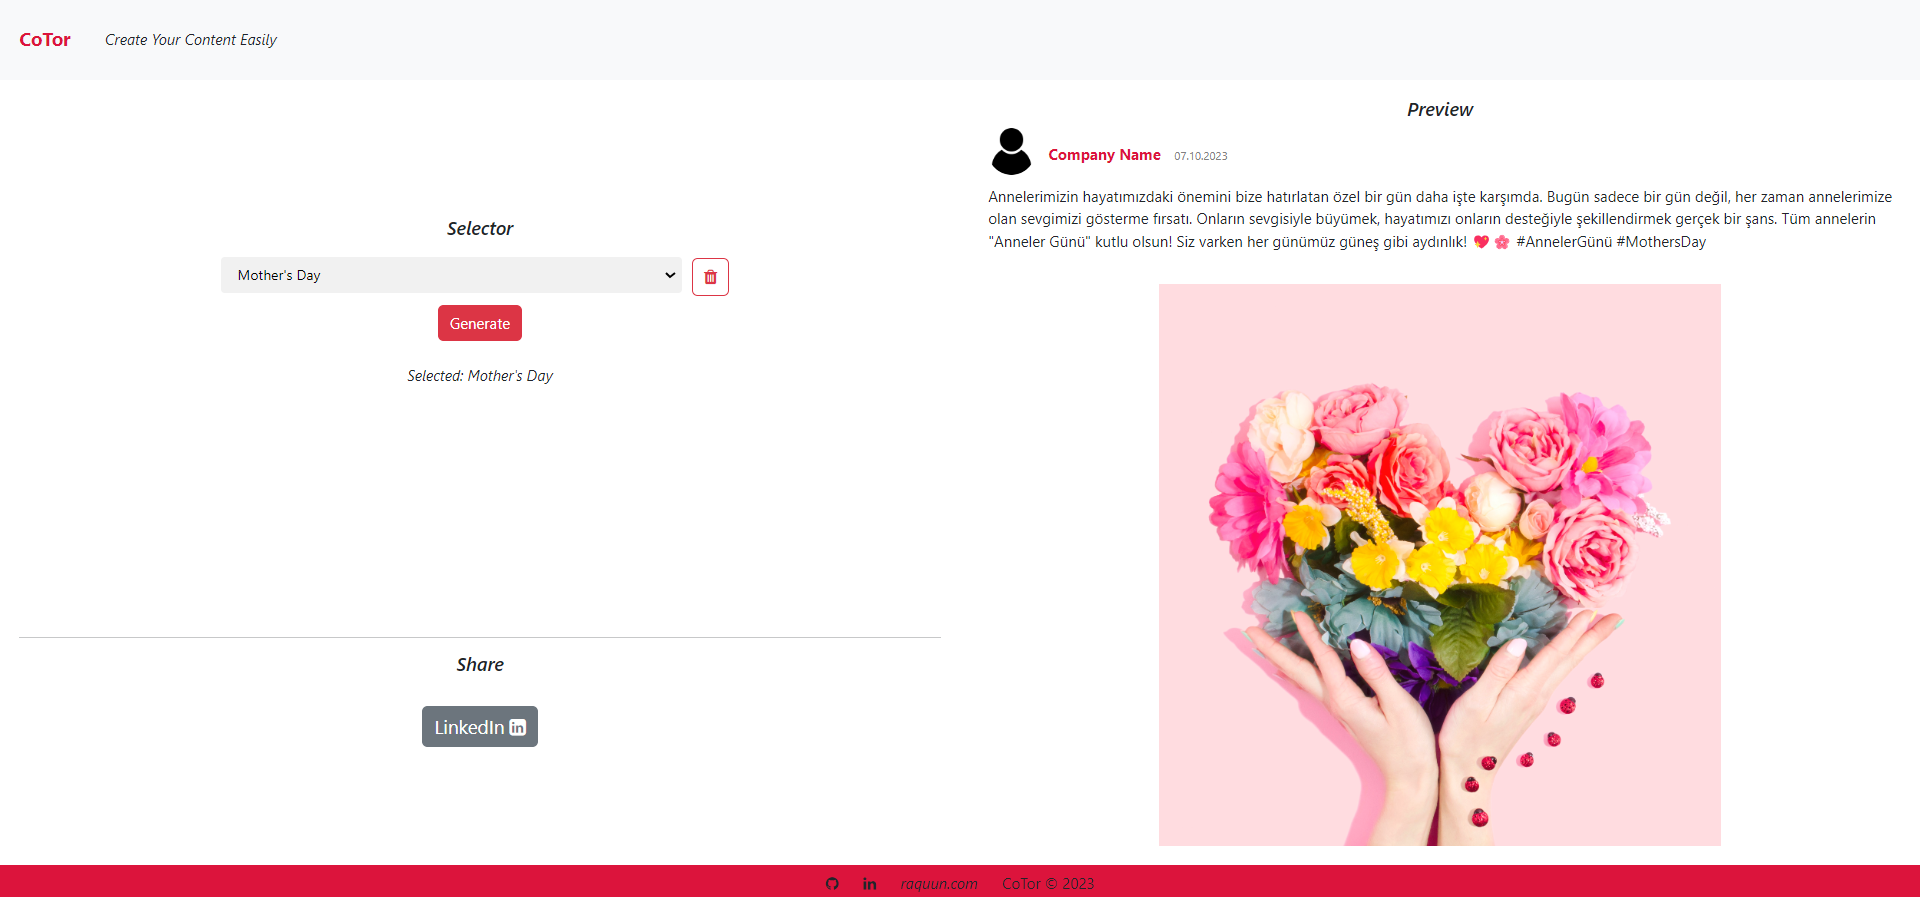 CoTor
Create Your Content Easily
Selector
Mother's Day
Generate
Selected: Mother's Day
Share
LinkedIn in
Preview
Company Name 07.10.2023
Annelerimizin hayatımızdaki önemini bize hatırlatan özel bir gün daha işte karşımda. Bugün sadece bir gün değil, her zaman annelerimize
olan sevgimizi gösterme fırsatı. Onların sevgisiyle büyümek, hayatımızı onların desteğiyle şekillendirmek gerçek bir şans. Tüm annelerin
"Anneler Günü" kutlu olsun! Siz varken her günümüz güneş gibi aydınlık! 💖 🌸 #AnnelerGünü #MothersDay
in raquun.com CoTor © 2023